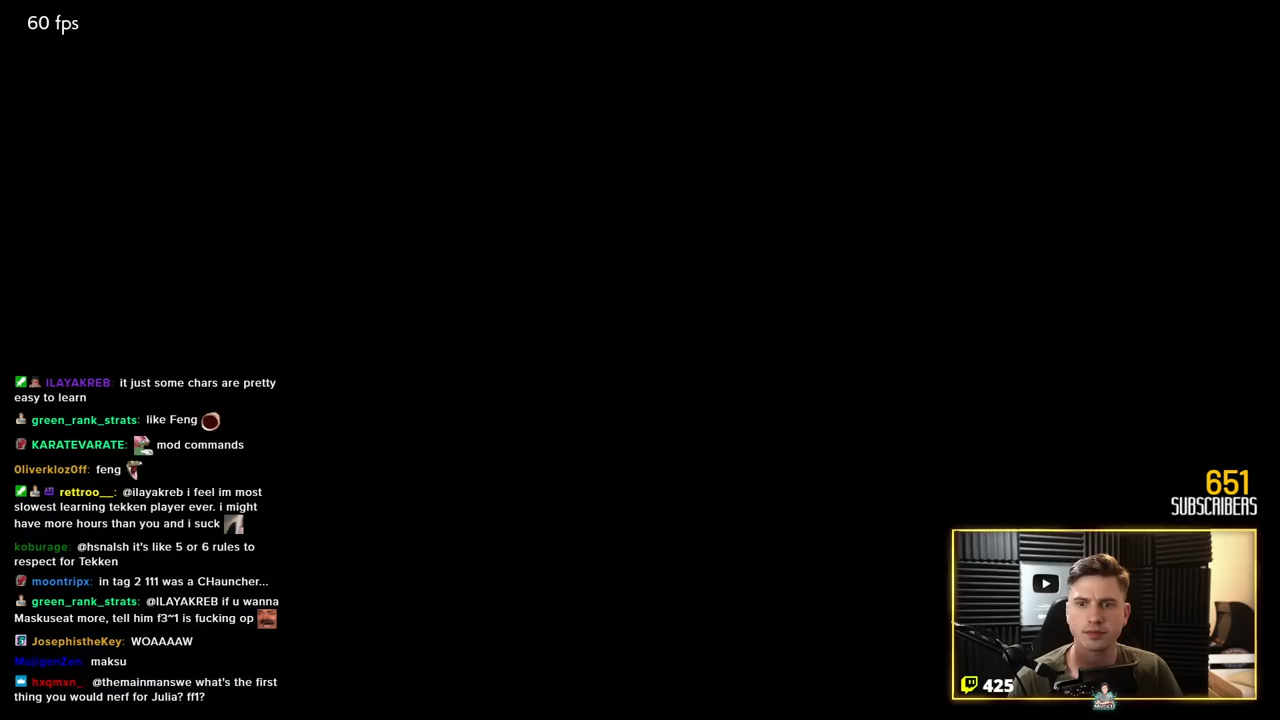 60 fps
ILAYAKREB: it just some chars are pretty
easy to learn
green_rank_strats: like Feng
KARATEVARATE: mod commands
0liverkloz0ff: feng
rettroo__: @ilayakreb i feel im most
slowest learning tekken player ever. i might
have more hours than you and i suck
koburage: @hsnalsh it's like 5 or 6 rules to
respect for Tekken
moontripx: in tag 2 111 was a CHauncher...
green_rank_strats: @ILAYAKREB if u wanna
Maskuseat more, tell him f3~1 is fucking op
JosephistheKey: WOAAAAW
maksu
hxqmxn_: @themainmanswe what's the first
thing you would nerf for Julia? ff1?
651
SUBSCRIBERS
425